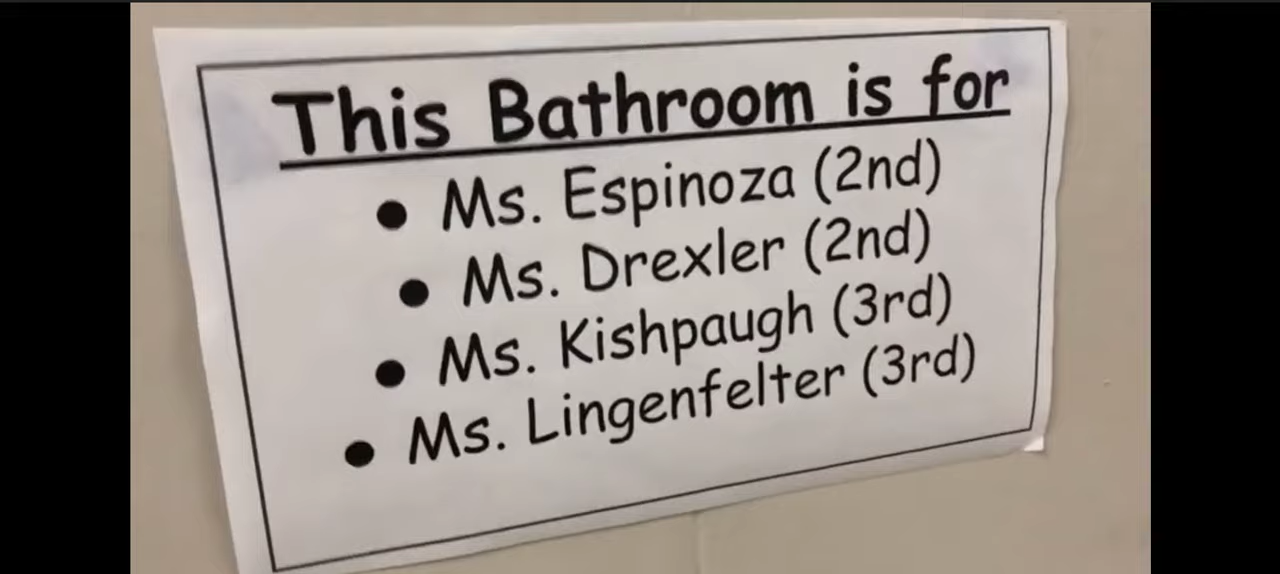 This Bathroom is for
• Ms. Espinoza (2nd)
• Ms. Drexler (2nd)
• Ms. Kishpaugh (3rd)
• Ms. Lingenfelter (3rd)